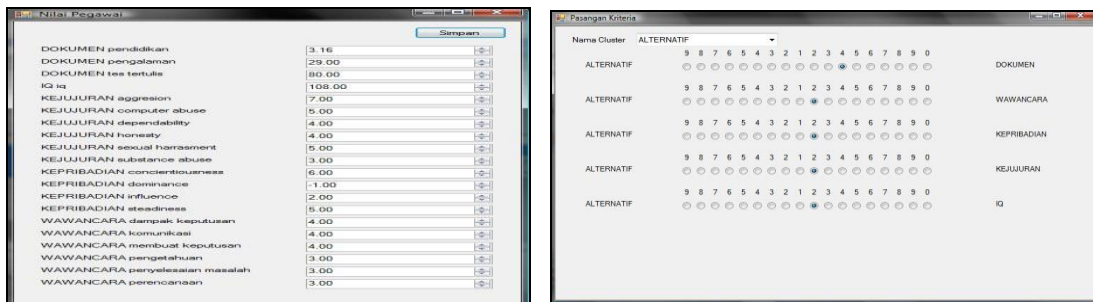 Nilai Pegawai
Simpan
DOKUMEN pendidikan 3.16
DOKUMEN pengalaman 29.00
DOKUMEN tes tertulis 80.00
IQ iq 108.00
KEJUJURAN aggresion 7.00
KEJUJURAN computer abuse 5.00
KEJUJURAN dependability 4.00
KEJUJURAN honesty 4.00
KEJUJURAN sexual harrasment 5.00
KEJUJURAN substance abuse 3.00
KEPRIBADIAN concientiousness 6.00
KEPRIBADIAN dominance -1.00
KEPRIBADIAN influence 2.00
KEPRIBADIAN steadiness 5.00
WAWANCARA dampak keputusan 4.00
WAWANCARA komunikasi 4.00
WAWANCARA membuat keputusan 4.00
WAWANCARA pengetahuan 3.00
WAWANCARA penyelesaian masalah 3.00
WAWANCARA perencanaan 3.00
Pasangan Kriteria
Nama Cluster ALTERNATIF
9 8 7 6 5 4 3 2 1 2 3 4 5 6 7 8 9 0
ALTERNATIF DOKUMEN
9 8 7 6 5 4 3 2 1 2 3 4 5 6 7 8 9 0
ALTERNATIF WAWANCARA
9 8 7 6 5 4 3 2 1 2 3 4 5 6 7 8 9 0
ALTERNATIF KEPRIBADIAN
9 8 7 6 5 4 3 2 1 2 3 4 5 6 7 8 9 0
ALTERNATIF KEJUJURAN
9 8 7 6 5 4 3 2 1 2 3 4 5 6 7 8 9 0
ALTERNATIF IQ